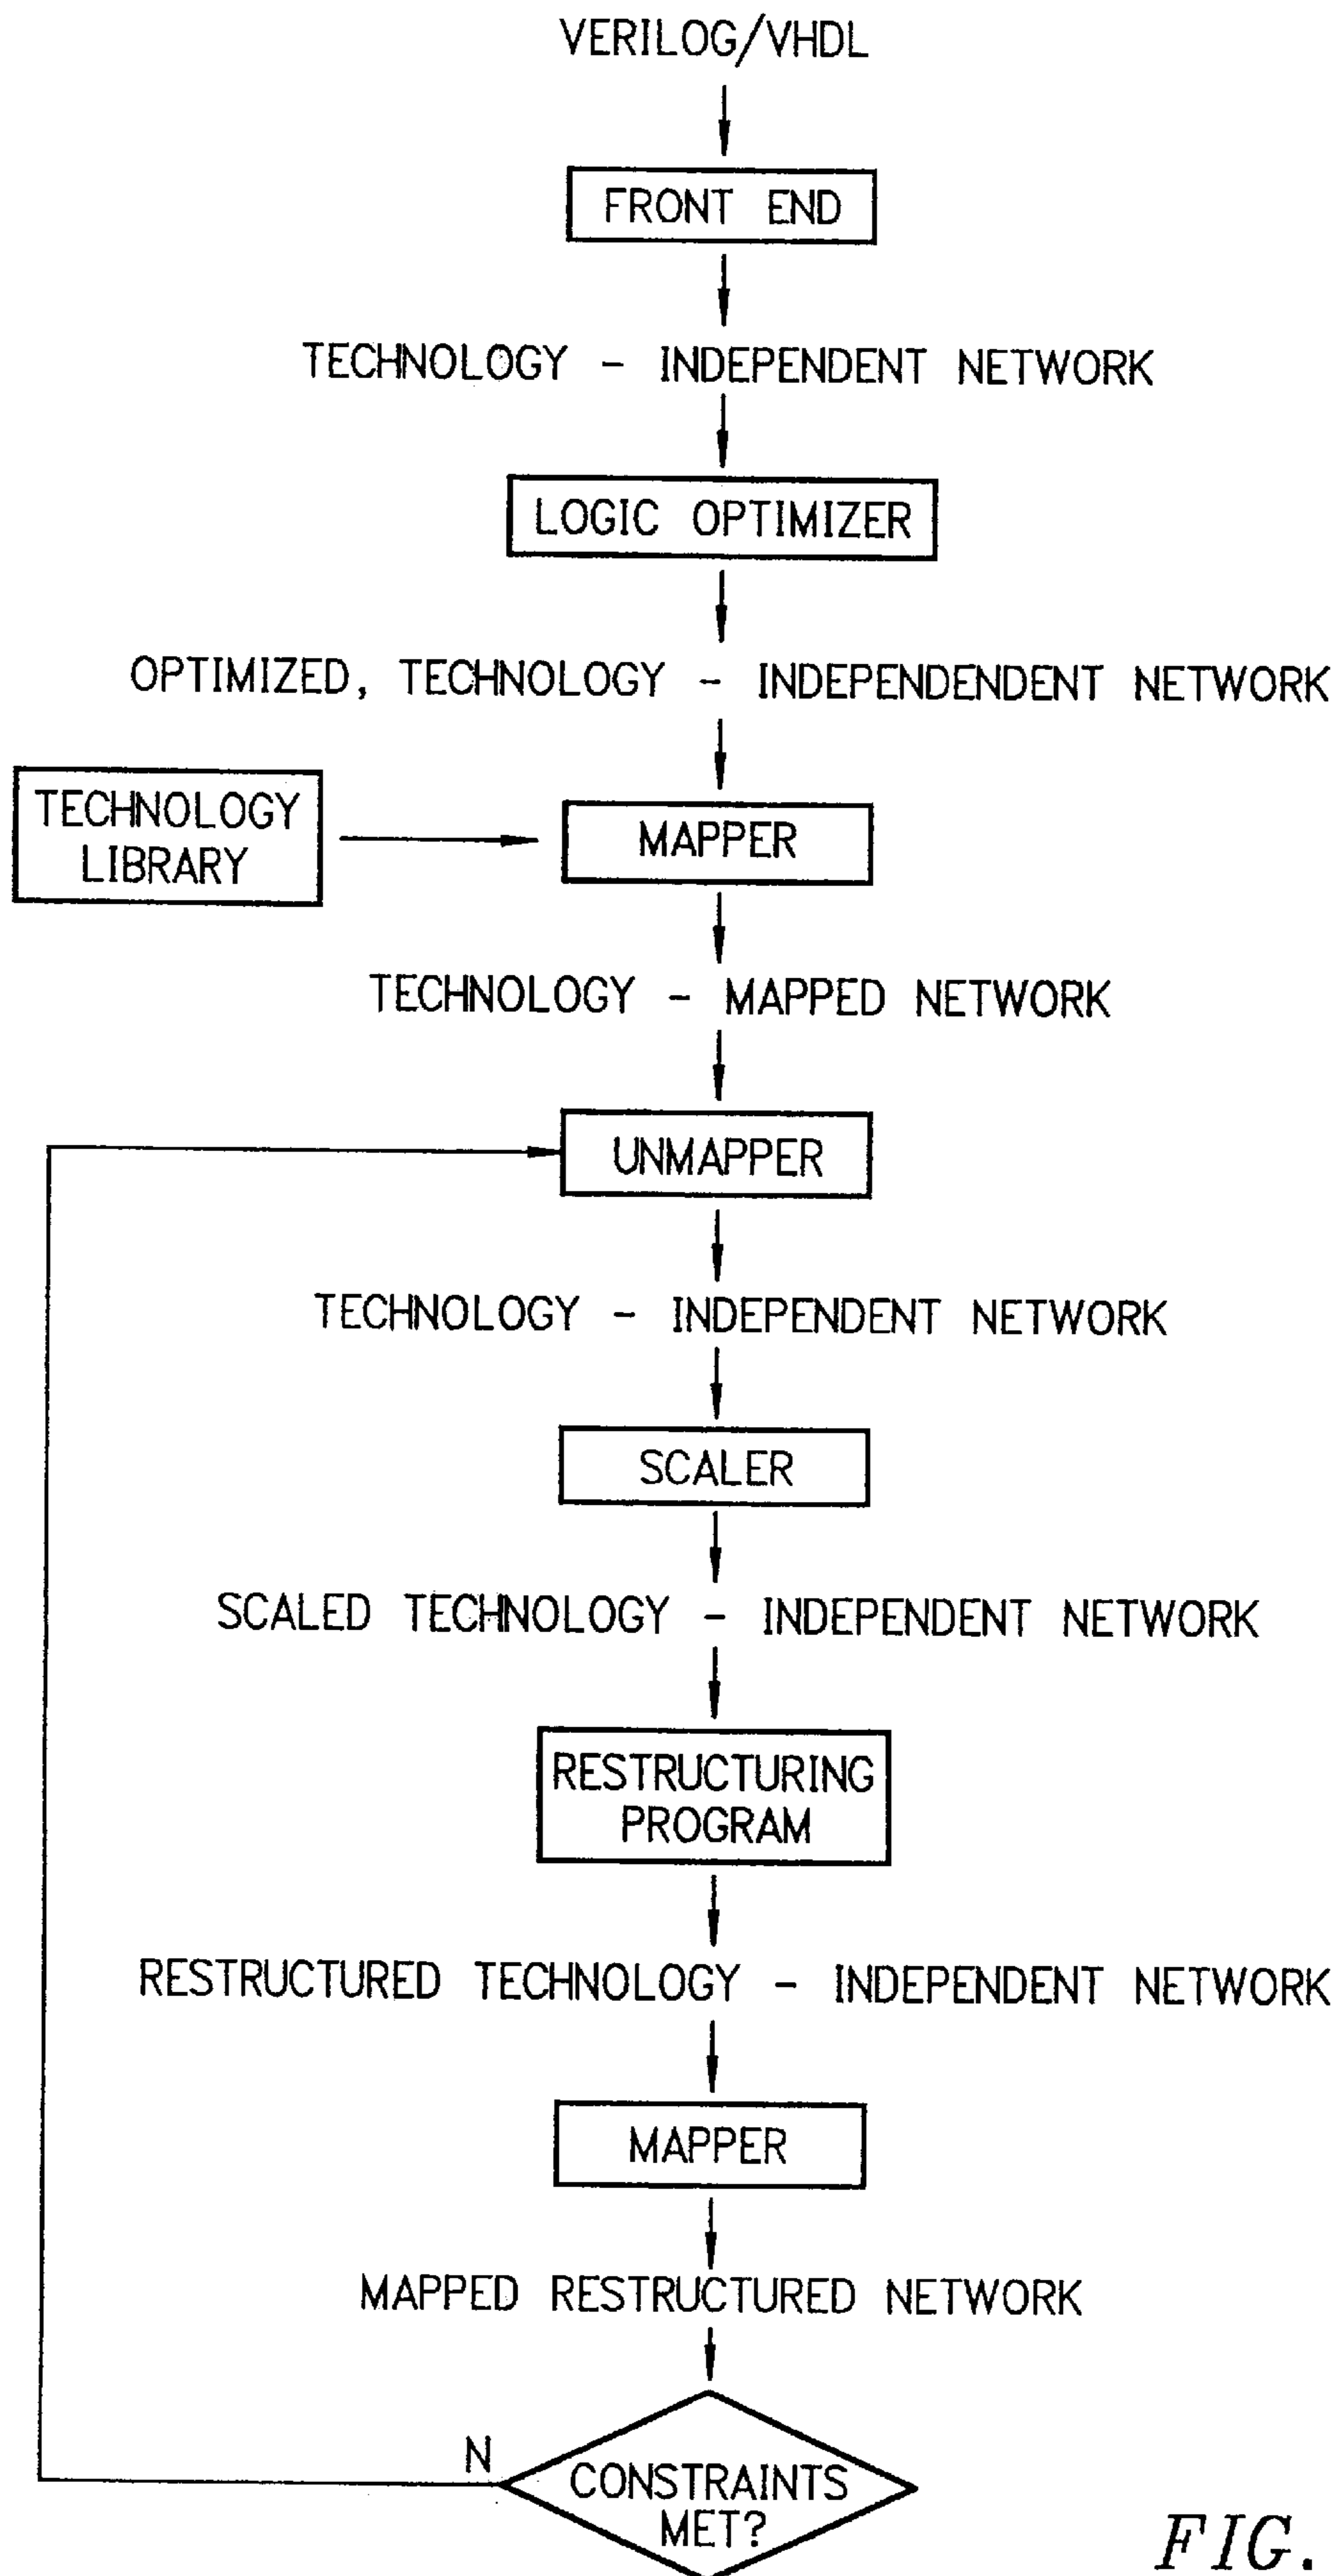 VERILOG/VHDL
FRONT END
TECHNOLOGY - INDEPENDENT NETWORK
LOGIC OPTIMIZER
OPTIMIZED, TECHNOLOGY - INDEPENDENDENT NETWORK
TECHNOLOGY
LIBRARY
MAPPER
TECHNOLOGY - MAPPED NETWORK
UNMAPPER
TECHNOLOGY - INDEPENDENT NETWORK
SCALER
SCALED TECHNOLOGY - INDEPENDENT NETWORK
RESTRUCTURING
PROGRAM
RESTRUCTURED TECHNOLOGY - INDEPENDENT NETWORK
MAPPER
MAPPED RESTRUCTURED NETWORK
N
CONSTRAINTS
MET?
FIG.